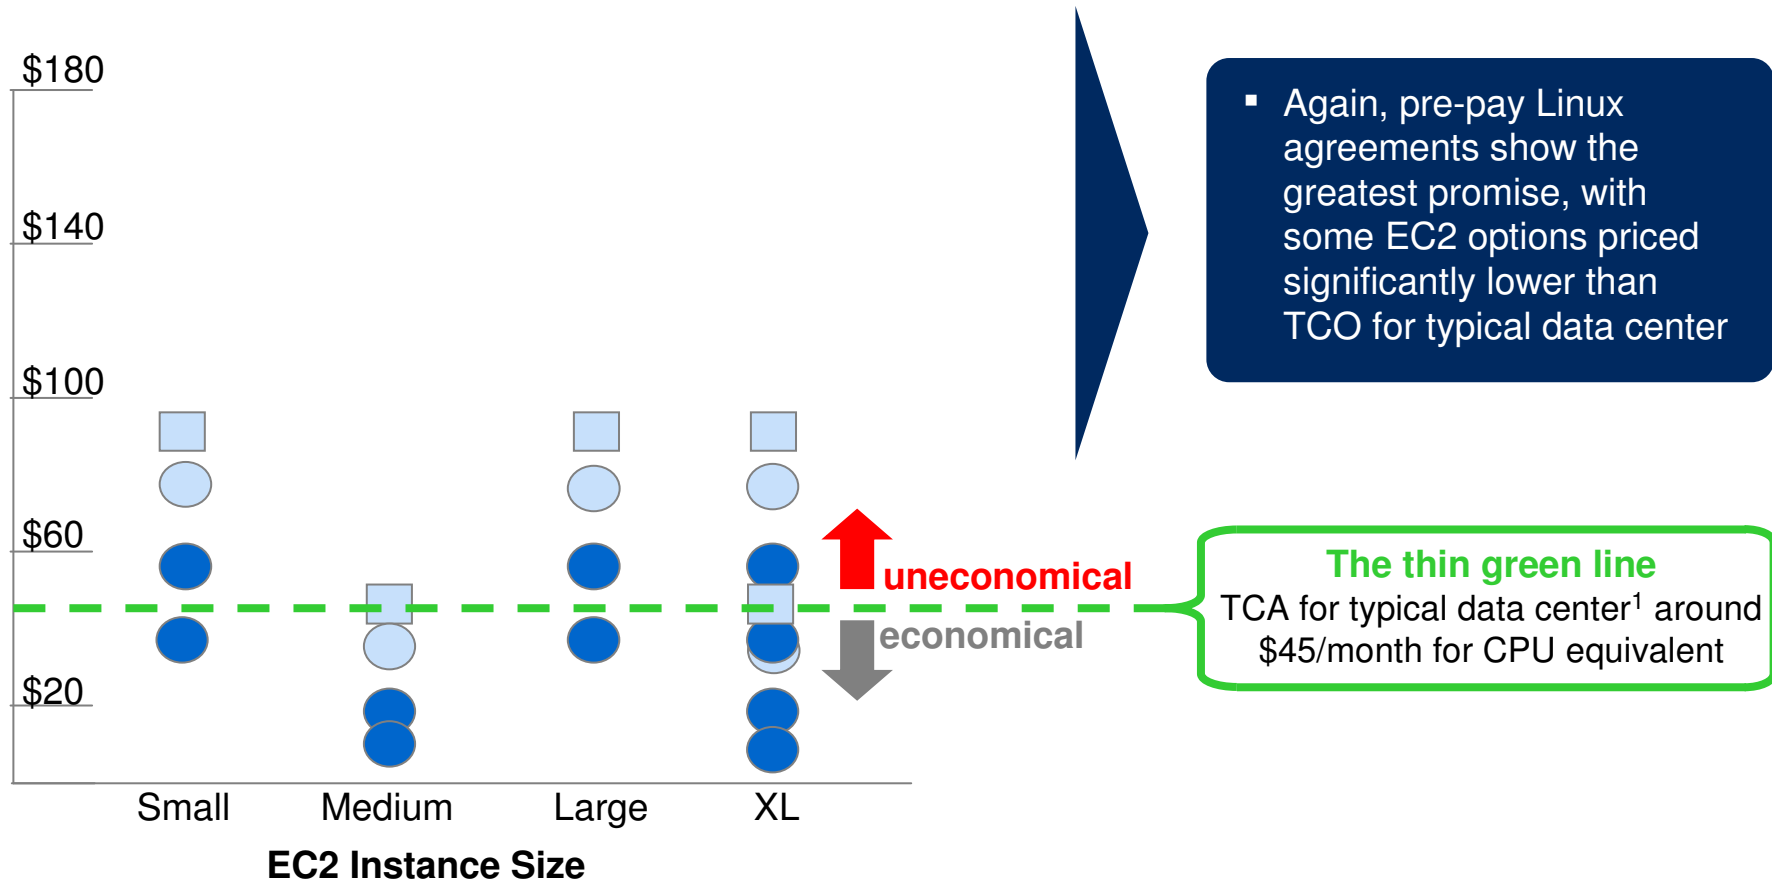 $180
$140
$100
$60
$20
Small
Medium
Large
XL
EC2 Instance Size
uneconomical
economical
▪ Again, pre-pay Linux
agreements show the
greatest promise, with
some EC2 options priced
significantly lower than
TCO for typical data center
The thin green line
TCA for typical data center¹ around
$45/month for CPU equivalent